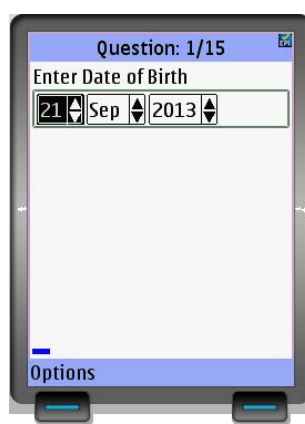 Question: 1/15
Enter Date of Birth
21 Sep 2013
Options